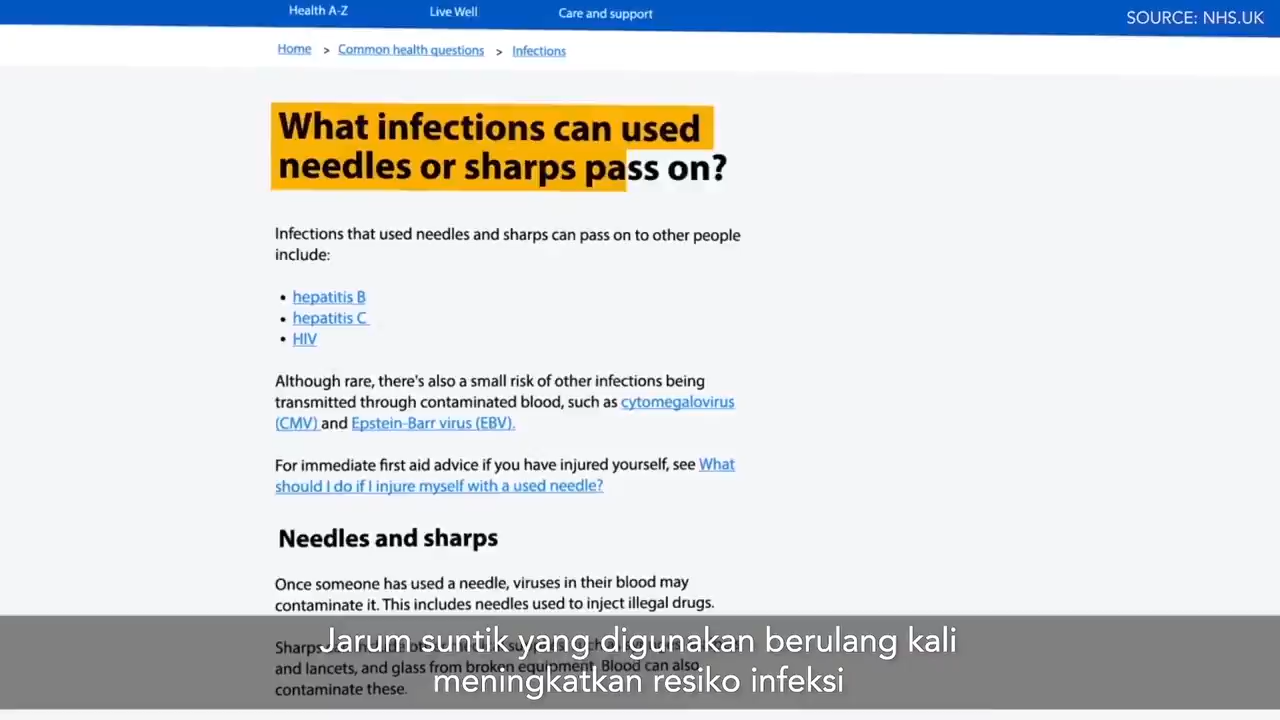 Health A-Z Live Well Care and support
SOURCE: NHS.UK
Home > Common health questions > Infections
What infections can used
needles or sharps pass on?
Infections that used needles and sharps can pass on to other people
include:
• hepatitis B
• hepatitis C
• HIV
Although rare, there's also a small risk of other infections being
transmitted through contaminated blood, such as cytomegalovirus
(CMV) and Epstein-Barr virus (EBV).
For immediate first aid advice if you have injured yourself, see What
should I do if I injure myself with a used needle?
Needles and sharps
Once someone has used a needle, viruses in their blood may
contaminate it. This includes needles used to inject illegal drugs.
Sharps
and lancets, and glass from broken equipment. Blood can also
contaminate these.
Jarum suntik yang digunakan berulang kali
meningkatkan resiko infeksi